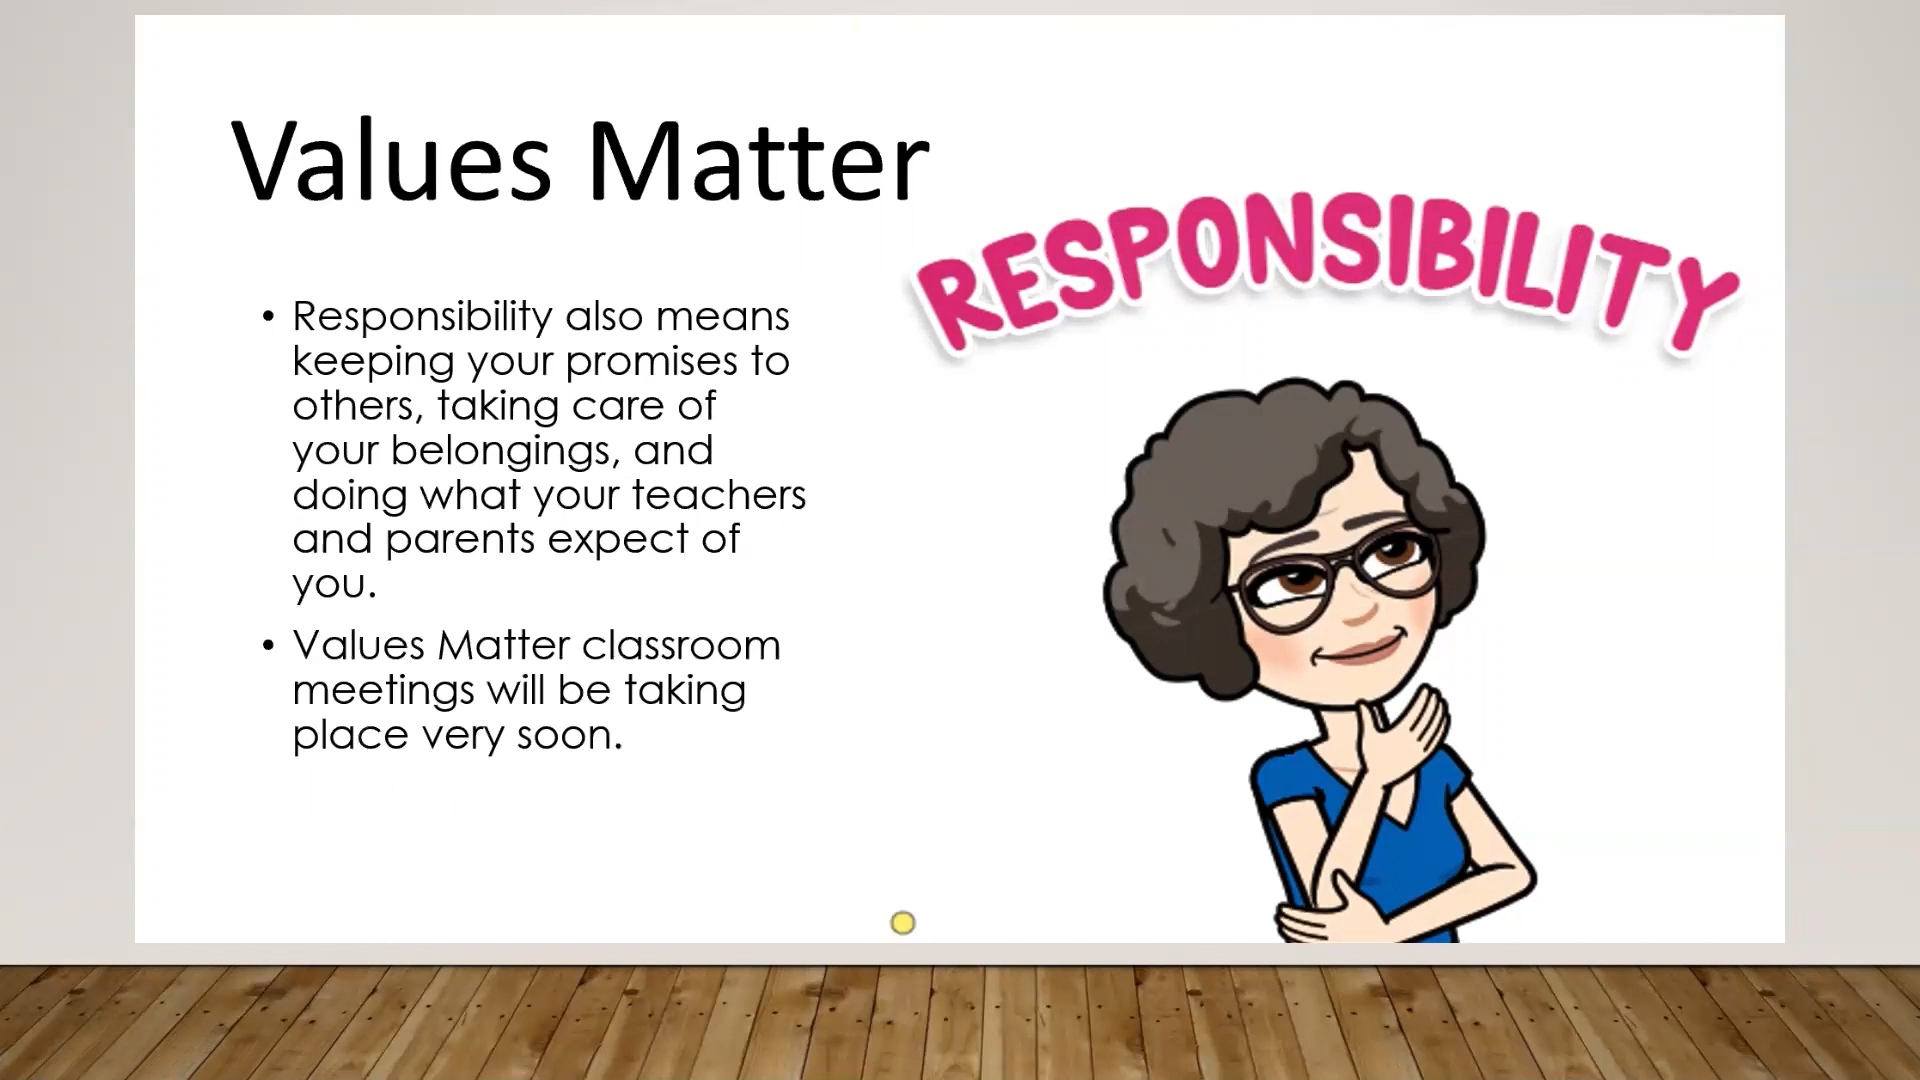 Values Matter
RESPONSIBILITY
• Responsibility also means
keeping your promises to
others, taking care of
your belongings, and
doing what your teachers
and parents expect of
you.
• Values Matter classroom
meetings will be taking
place very soon.